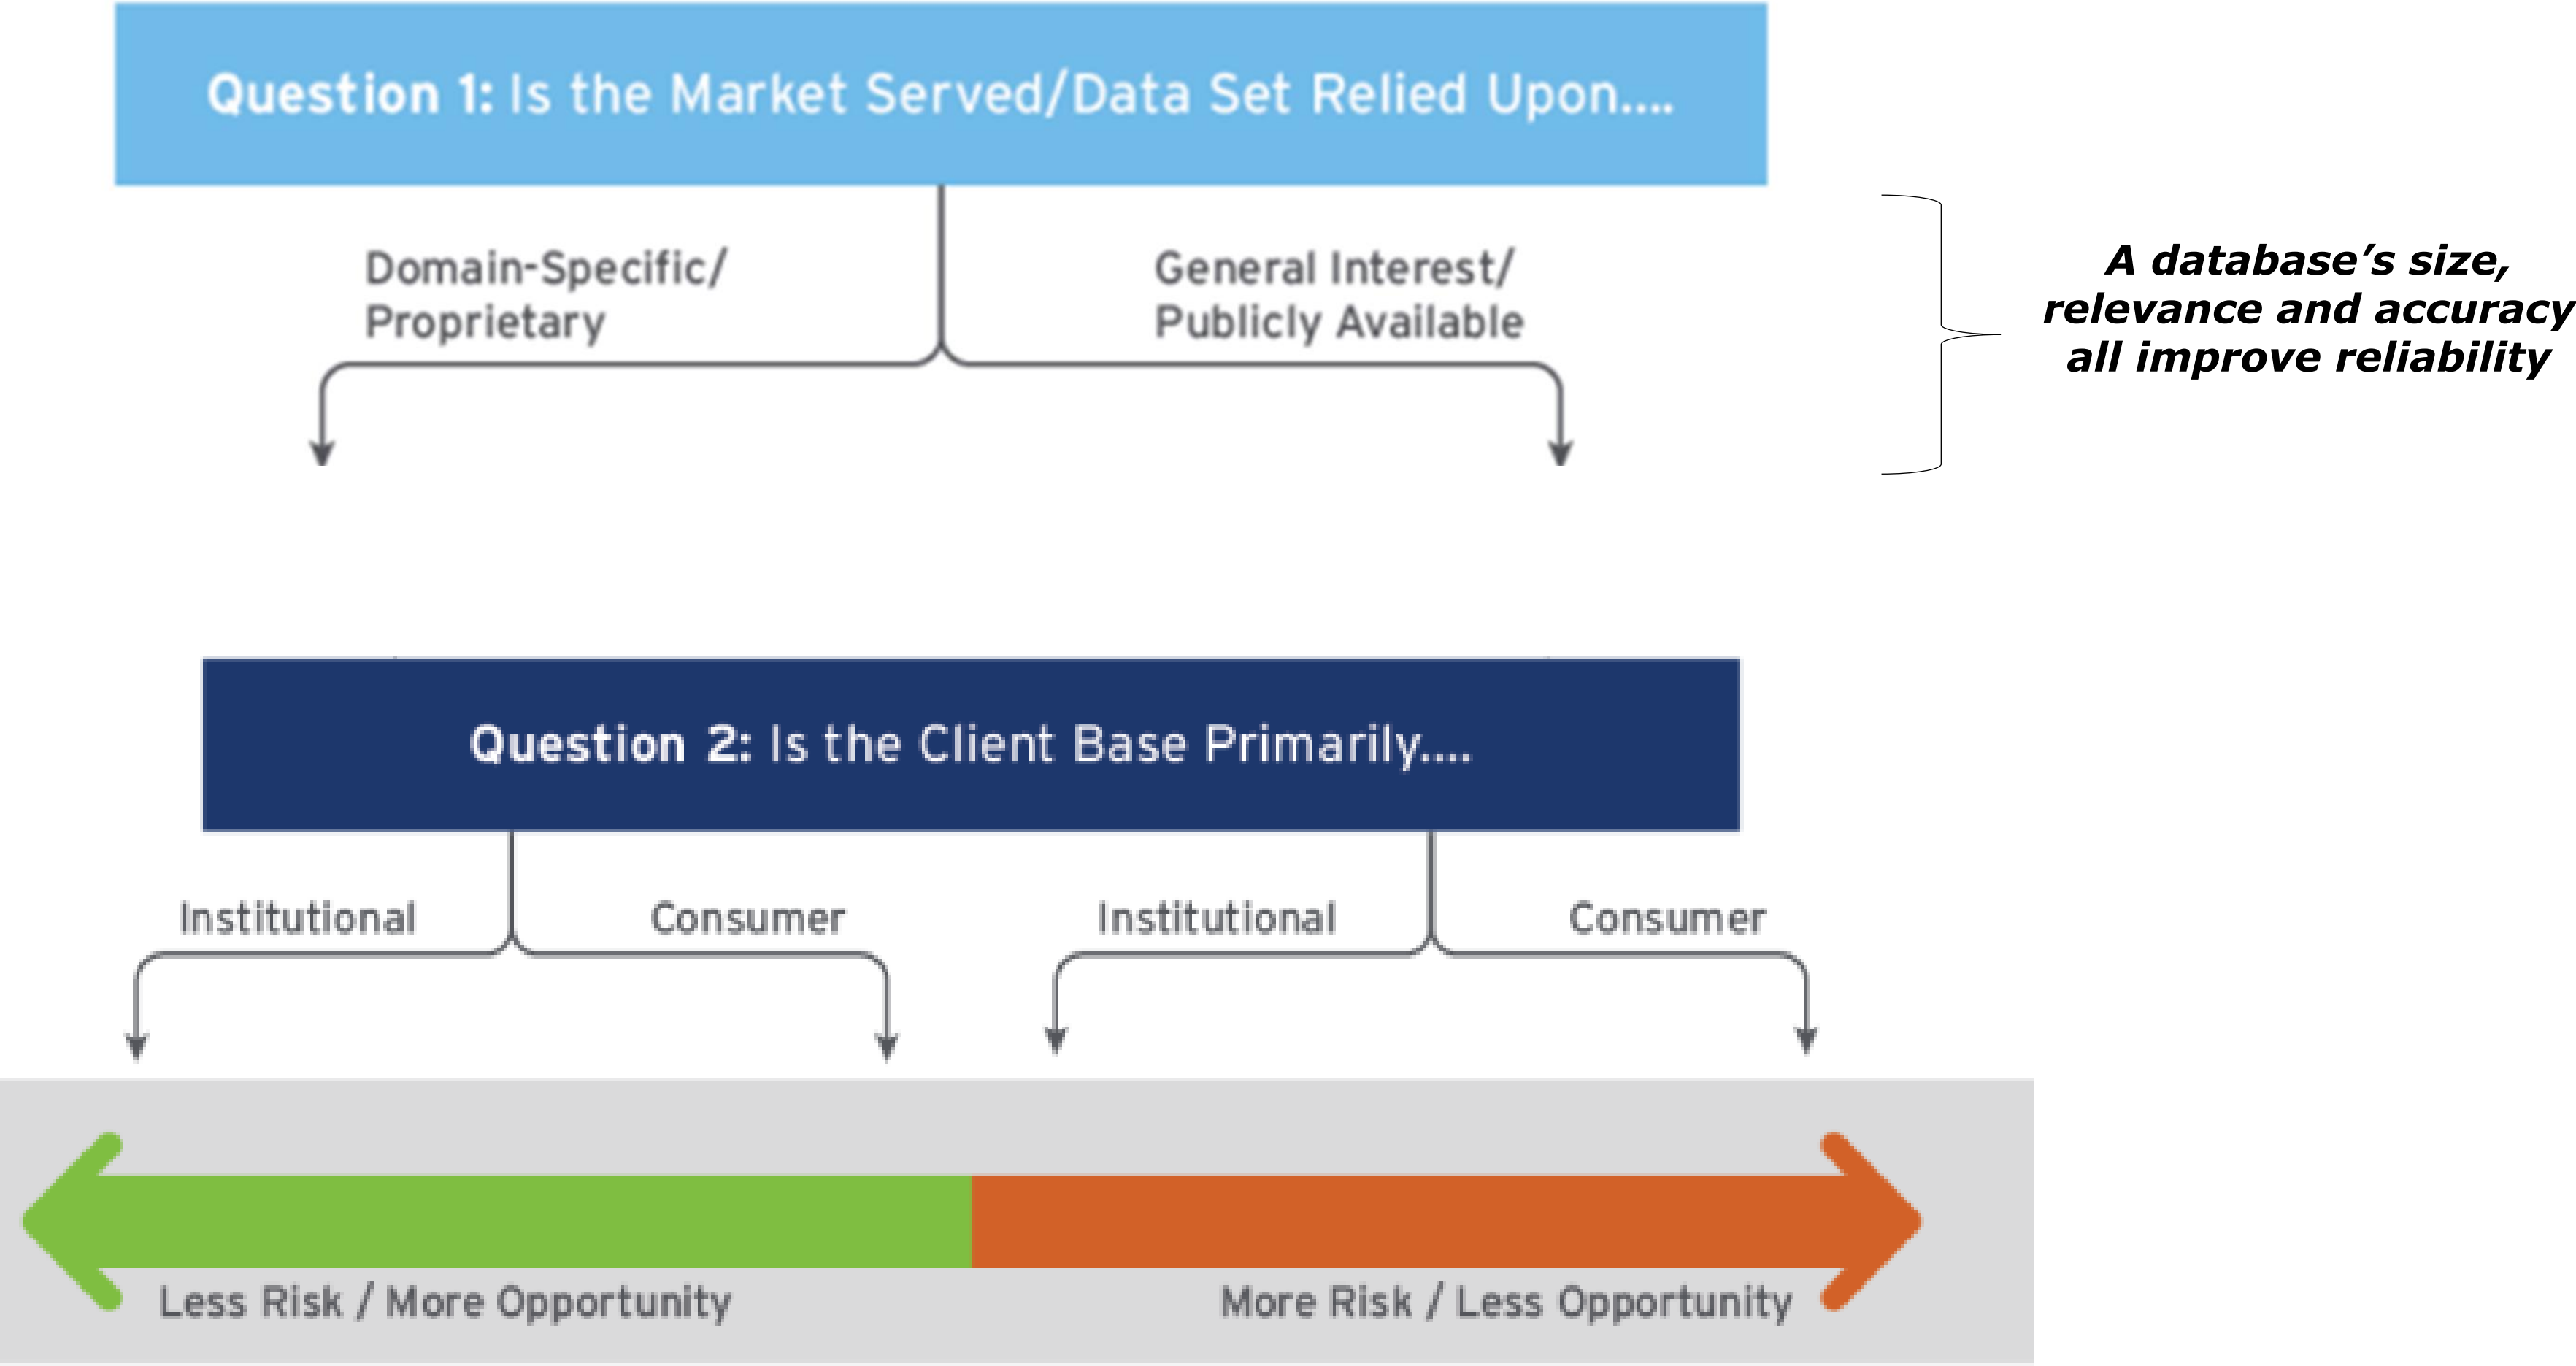 Question 1: Is the Market Served/Data Set Relied Upon....
Domain-Specific/
Proprietary
General Interest/
Publicly Available
A database’s size,
relevance and accuracy
all improve reliability
Question 2: Is the Client Base Primarily....
Institutional
Consumer
Institutional
Consumer
Less Risk / More Opportunity
More Risk / Less Opportunity